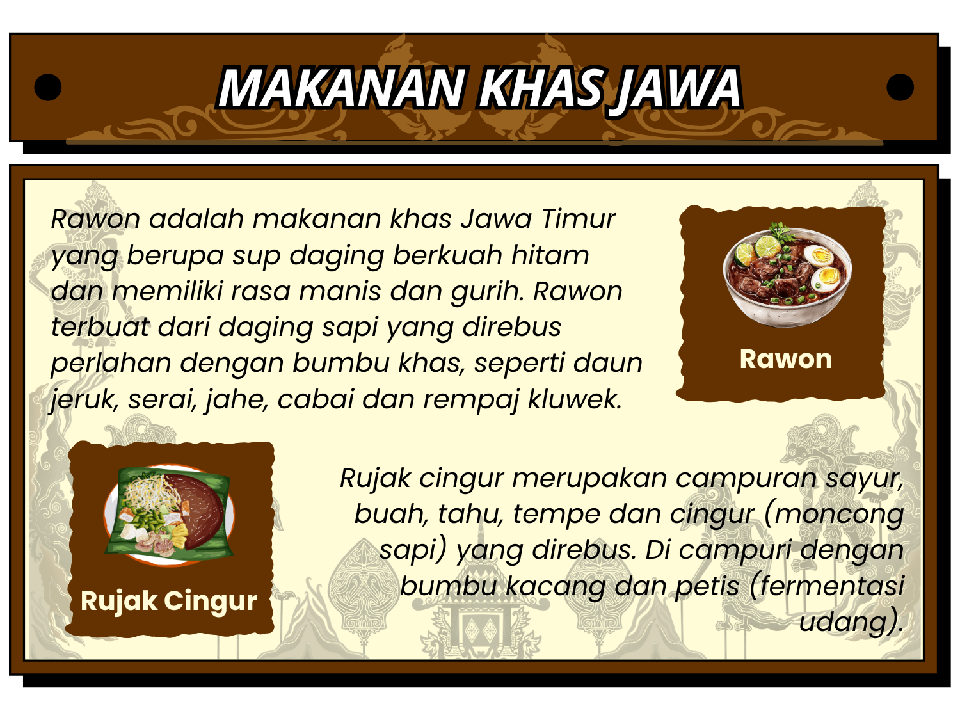 MAKANAN KHAS JAWA
Rawon adalah makanan khas Jawa Timur
yang berupa sup daging berkuah hitam
dan memiliki rasa manis dan gurih. Rawon
terbuat dari daging sapi yang direbus
perlahan dengan bumbu khas, seperti daun
jeruk, serai, jahe, cabai dan rempaj kluwek.
Rawon
Rujak Cingur
Rujak cingur merupakan campuran sayur,
buah, tahu, tempe dan cingur (moncong
sapi) yang direbus. Di campuri dengan
bumbu kacang dan petis (fermentasi
udang).